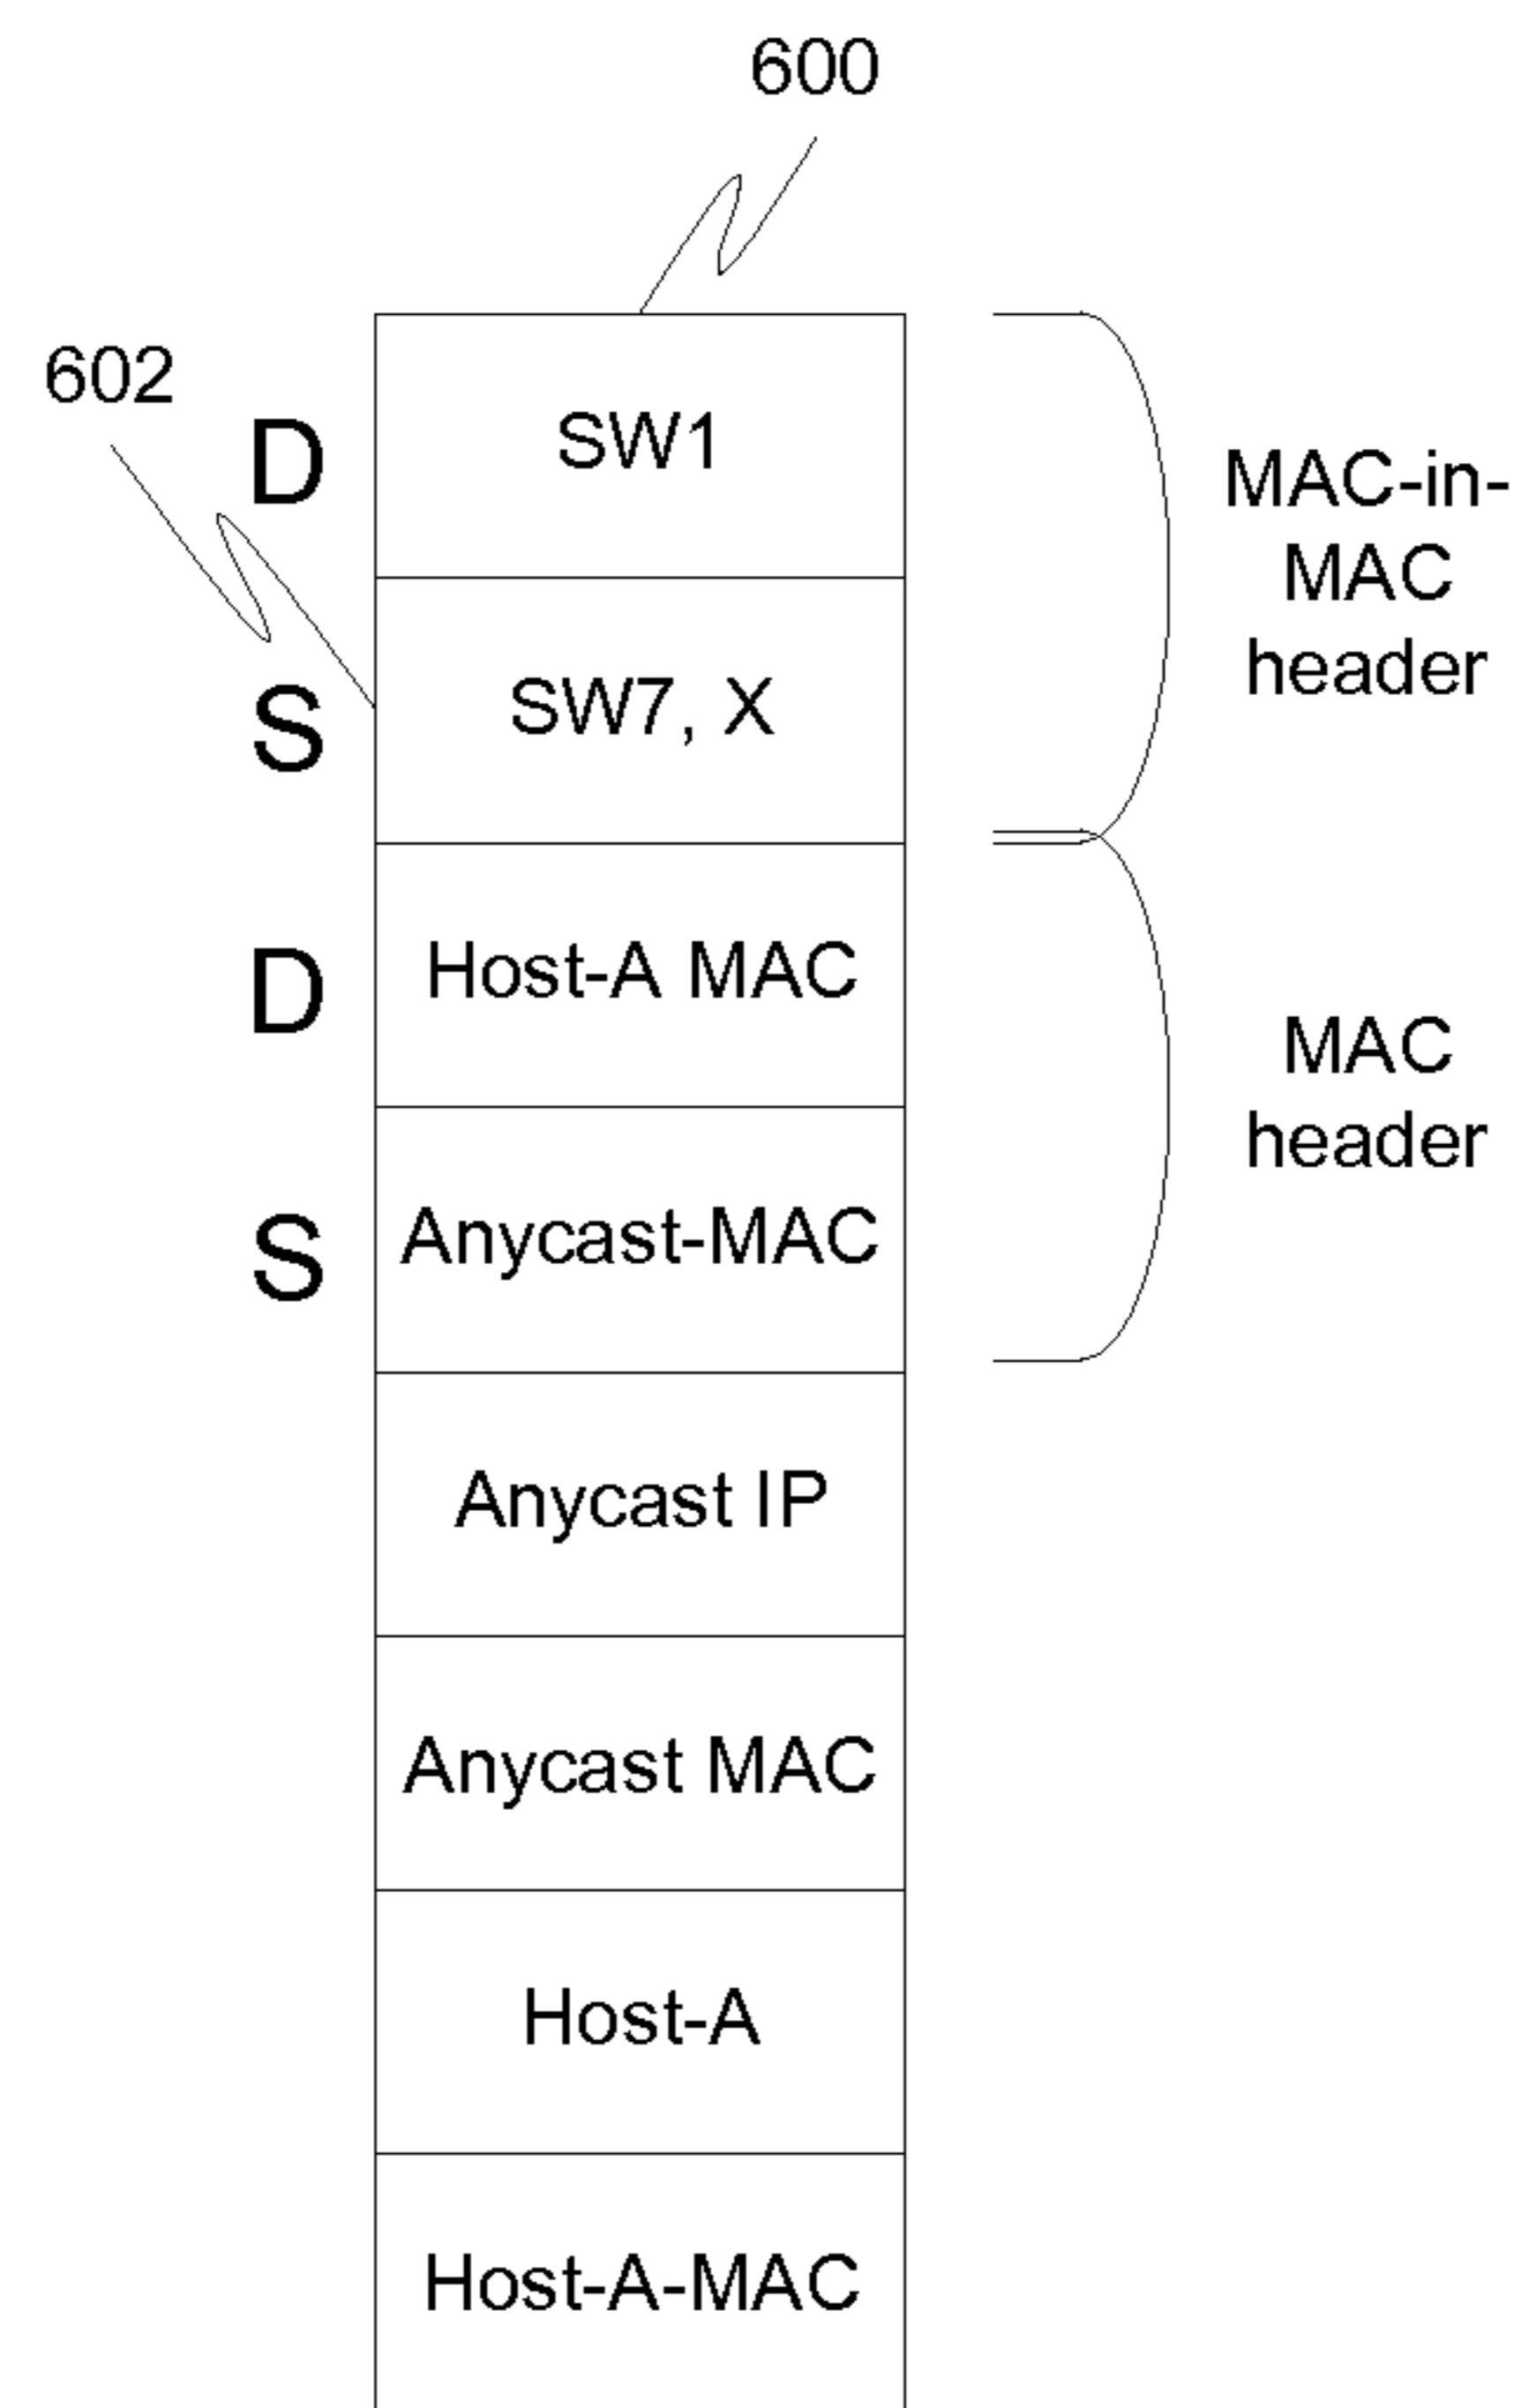 600
602
D
SW1
MAC-in-
MAC
header
S
SW7, X
D
Host-A MAC
MAC
header
S
Anycast-MAC
Anycast IP
Anycast MAC
Host-A
Host-A-MAC